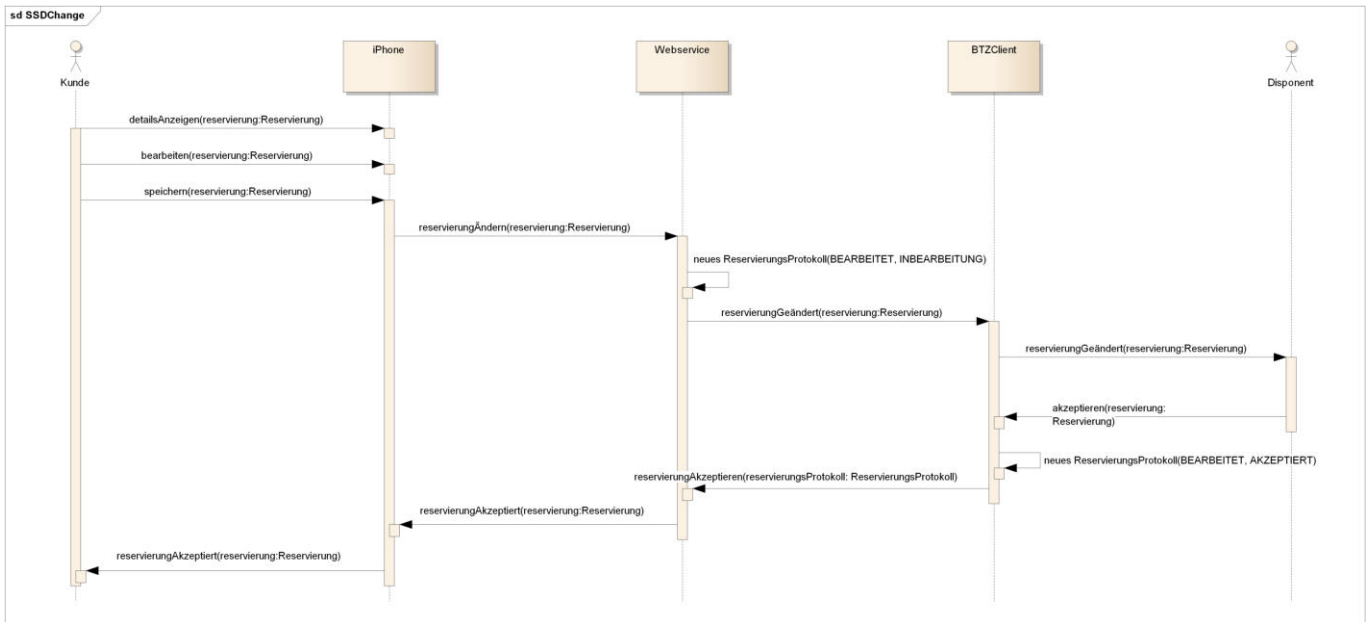 sd SSDChange
Kunde
iPhone
Webservice
BTZClient
Disponent
detailsAnzeigen(reservierung:Reservierung)
bearbeiten(reservierung:Reservierung)
speichern(reservierung:Reservierung)
reservierungÄndern(reservierung:Reservierung)
neues ReservierungsProtokoll(BEARBEITET, INBEARBEITUNG)
reservierungGeändert(reservierung:Reservierung)
reservierungGeändert(reservierung:Reservierung)
akzeptieren(reservierung:
Reservierung)
neues ReservierungsProtokoll(BEARBEITET, AKZEPTIERT)
reservierungAkzeptieren(reservierungsProtokoll: ReservierungsProtokoll)
reservierungAkzeptiert(reservierung:Reservierung)
reservierungAkzeptiert(reservierung:Reservierung)